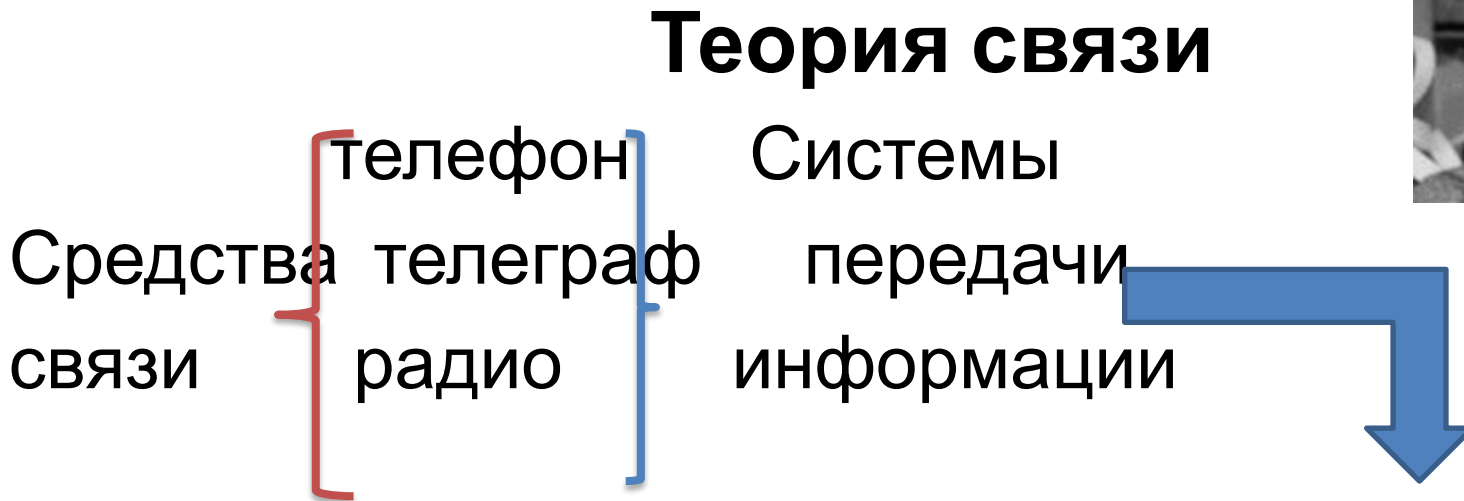 Теория связи
телефон Системы
Средства телеграф передачи
связи радио информации